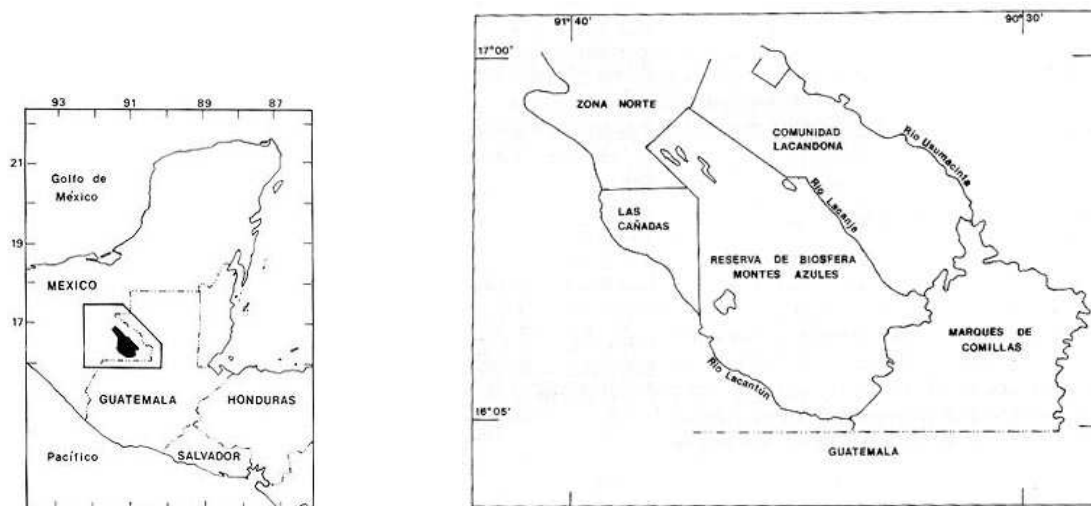 93 91 89 87
21
Golfo de
México
19
MÉXICO
17
GUATEMALA
HONDURAS
Pacífico
SALVADOR
91°40'
90°30'
17°00'
ZONA NORTE
COMUNIDAD
LACANDONA
Río Usumacinta
Río Lacanja
LAS
CAÑADAS
RESERVA DE BIOSFERA
MONTES AZULES
MARQUES DE
COMILLAS
Río Lacantún
16°05'
GUATEMALA